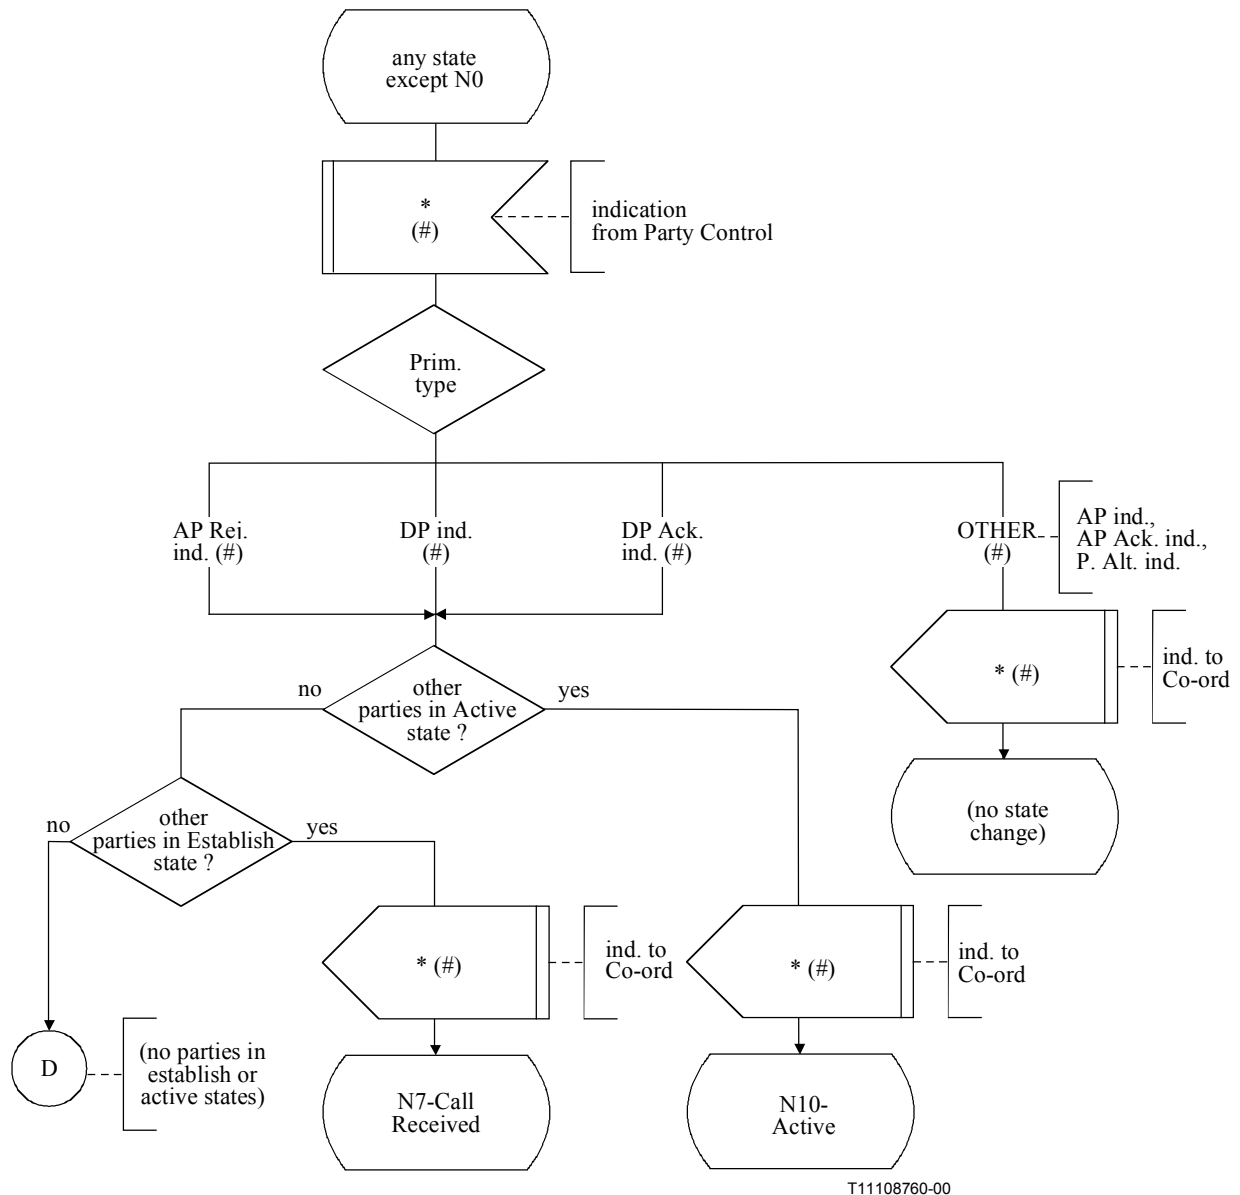 any state
except N0
*
(#)
indication
from Party Control
Prim.
type
AP Rej.
ind. (#)
DP ind.
(#)
DP Ack.
ind. (#)
OTHER
(#)
AP ind.,
AP Ack. ind.,
P. Alt. ind.
* (#)
ind. to
Co-ord
(no state
change)
no
other
parties in Active
state ?
yes
no
other
parties in Establish
state ?
yes
* (#)
ind. to
Co-ord
* (#)
ind. to
Co-ord
D
(no parties in
establish or
active states)
N7-Call
Received
N10-
Active
T11108760-00